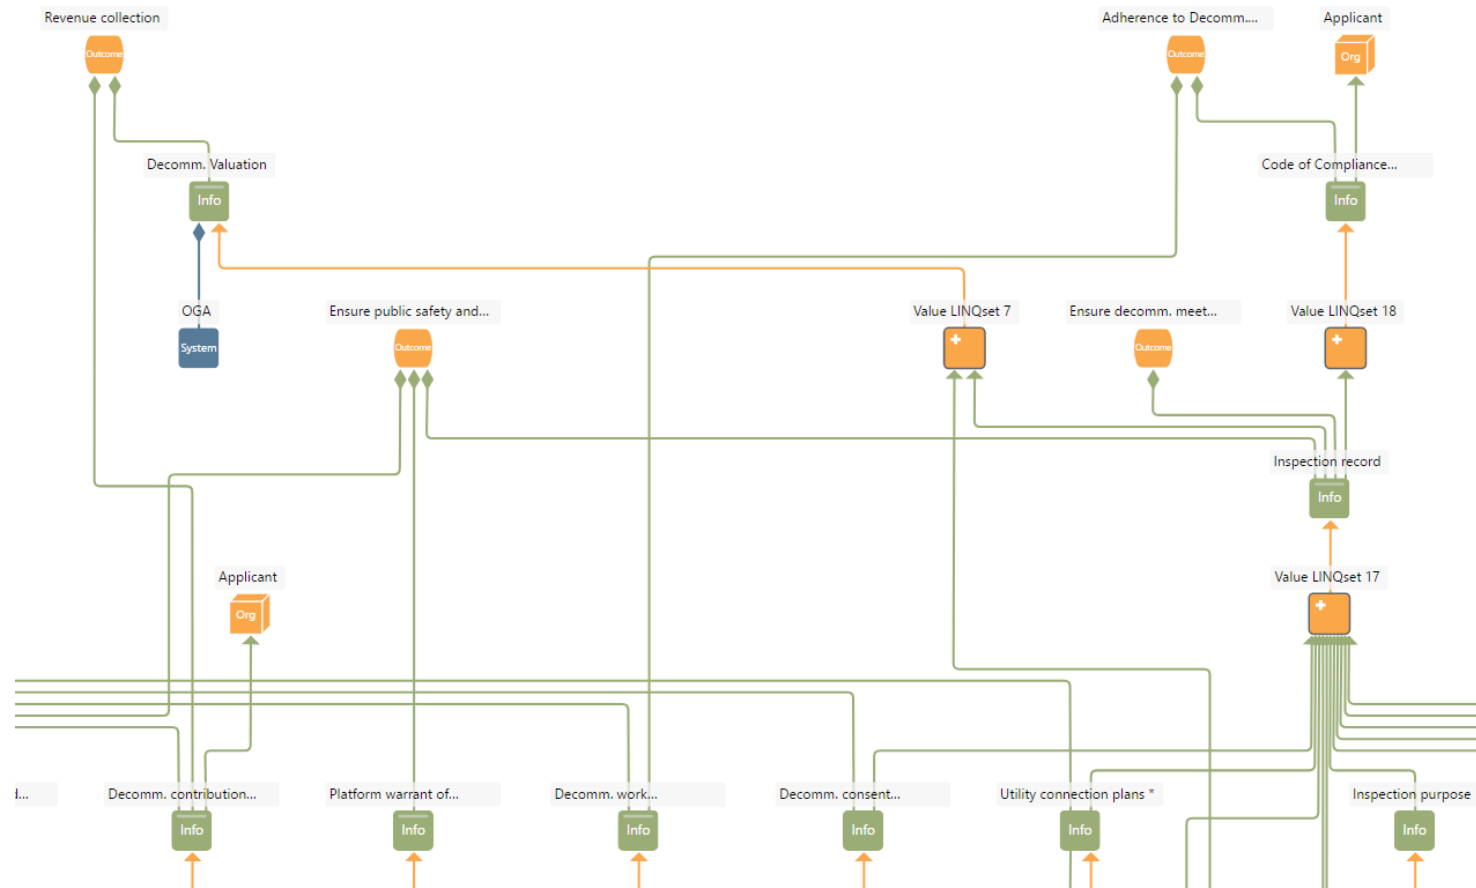 Revenue collection
Adherence to Decomm....
Applicant
Outcome
Outcome
Org
Decomm. Valuation
Code of Compliance...
Info
Info
OGA
Ensure public safety and...
Value LINQset 7
Ensure decomm. meet...
Value LINQset 18
System
Outcome
Outcome
Inspection record
Info
Applicant
Value LINQset 17
Org
Decomm. contribution...
Platform warrant of...
Decomm. work...
Decomm. consent...
Utility connection plans *
Inspection purpose
Info
Info
Info
Info
Info
Info